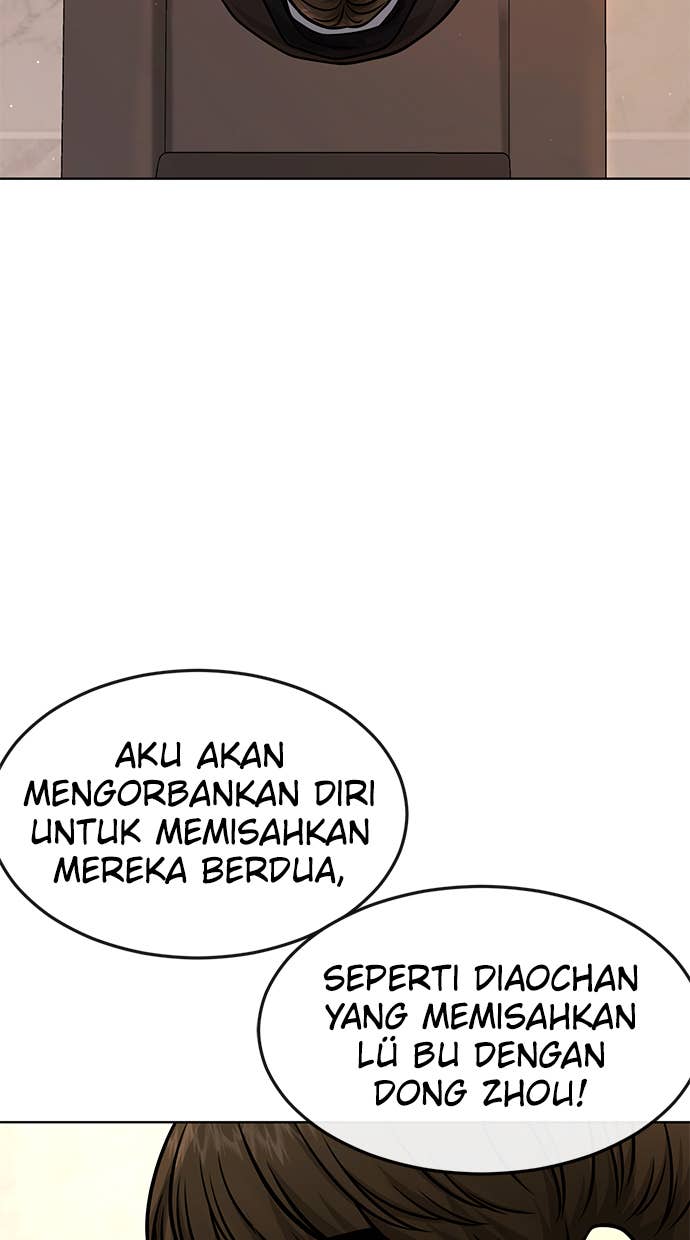 AKU AKAN
MENGORBANKAN DIRI
UNTUK MEMISAHKAN
MEREKA BERDUA,
SEPERTI DIAOCHAN
YANG MEMISAHKAN
LÜ BU DENGAN
DONG ZHOU!